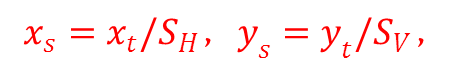 x_s = x_t/S_H, y_s = y_t/S_V,